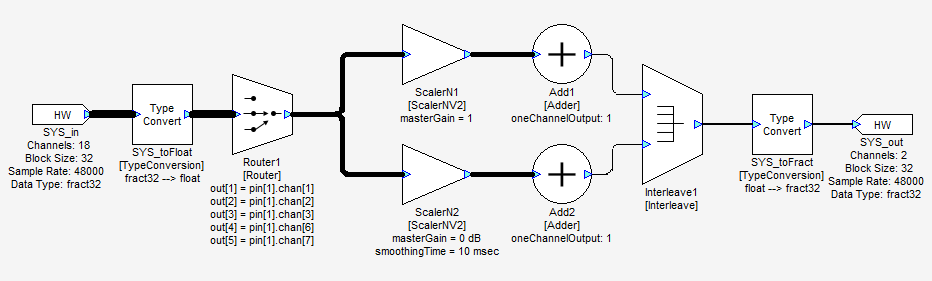 HW
SYS_in
Channels: 18
Block Size: 32
Sample Rate: 48000
Data Type: fract32
Type
Convert
SYS_toFloat
[TypeConversion]
fract32 --> float
Router1
[Router]
out[1] = pin[1].chan[1]
out[2] = pin[1].chan[2]
out[3] = pin[1].chan[3]
out[4] = pin[1].chan[6]
out[5] = pin[1].chan[7]
ScalerN1
[ScalerNV2]
masterGain = 1
Add1
[Adder]
oneChannelOutput: 1
ScalerN2
[ScalerNV2]
masterGain = 0 dB
smoothingTime = 10 msec
Add2
[Adder]
oneChannelOutput: 1
Interleave1
[Interleave]
Type
Convert
SYS_toFract
[TypeConversion]
float --> fract32
HW
SYS_out
Channels: 2
Block Size: 32
Sample Rate: 48000
Data Type: fract32